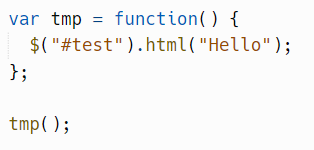 var tmp = function() {
  $("#test").html("Hello");
};

tmp();